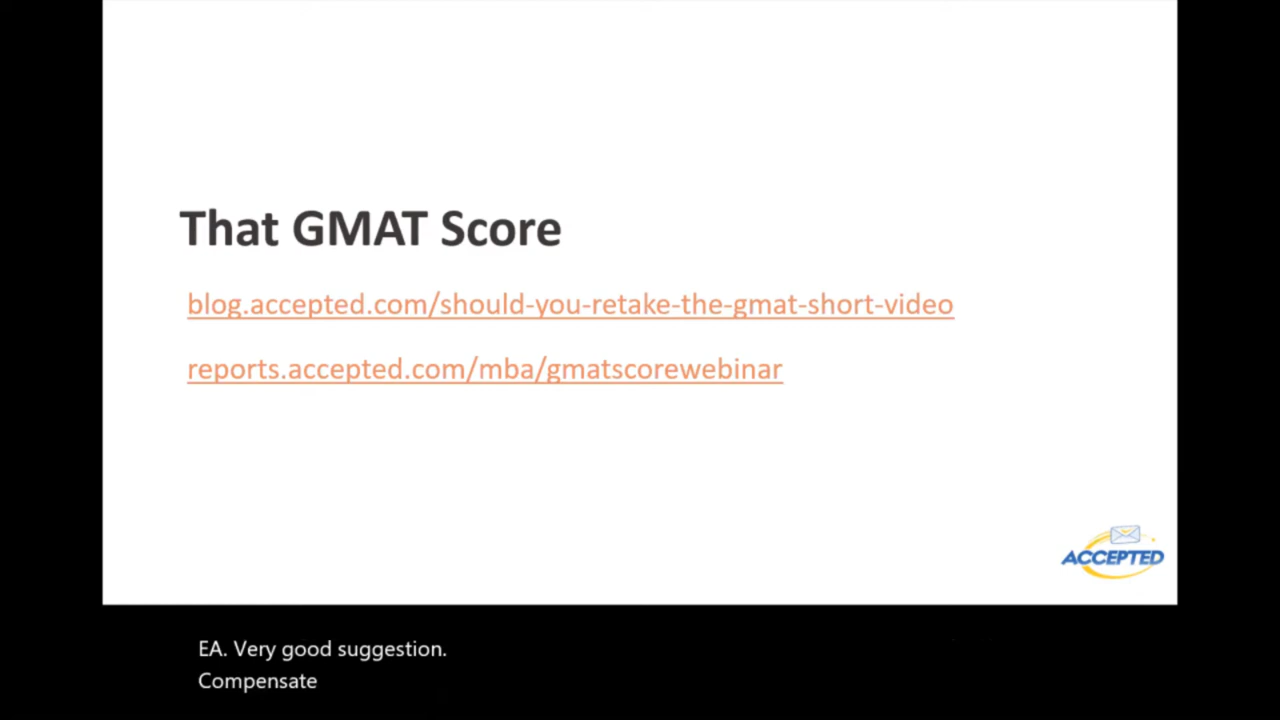 That GMAT Score
blog.accepted.com/should-you-retake-the-gmat-short-video
reports.accepted.com/mba/gmatscorewebinar
ACCEPTED
EA. Very good suggestion.
Compensate